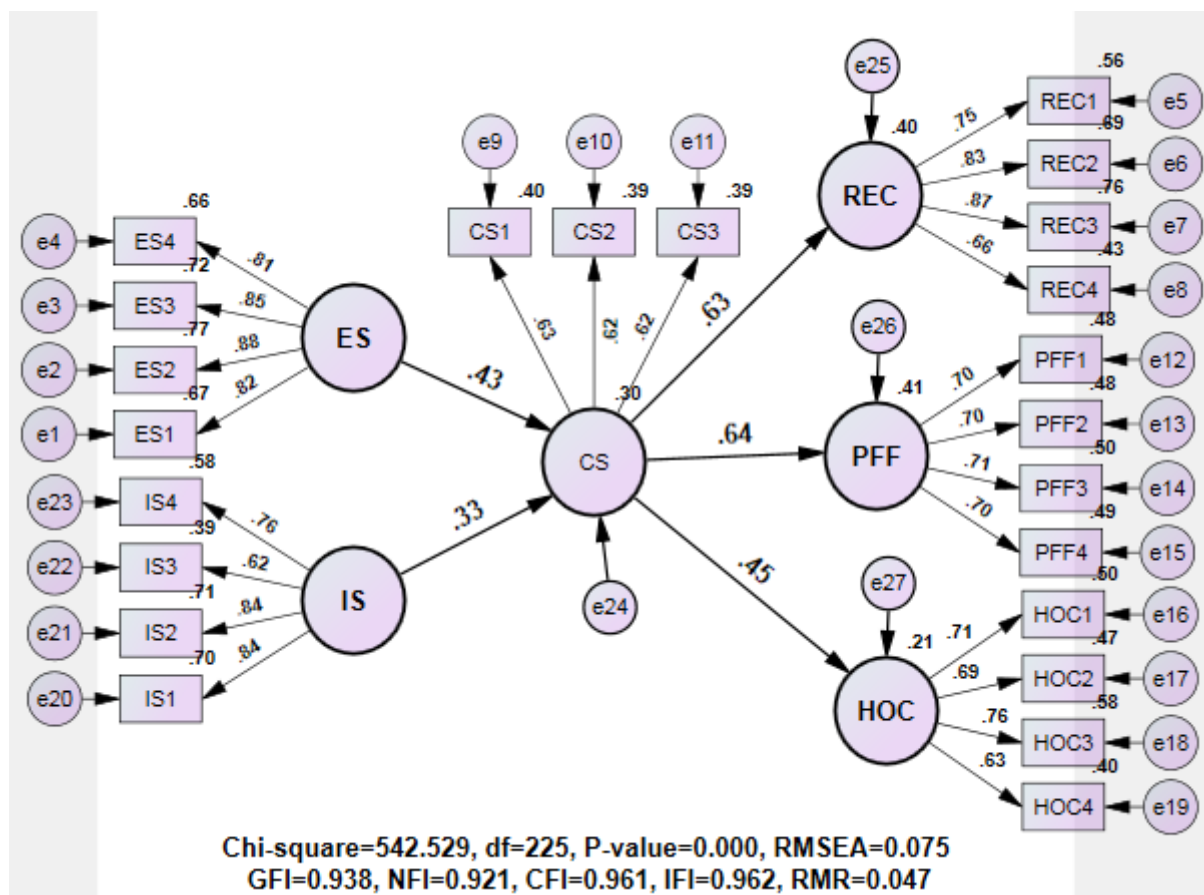 e25
.56
REC1
e5
.40
.75
.69
e9
e10
e11
REC
.83
REC2
e6
.76
.40
.39
.39
.87
REC3
e7
CS1
CS2
CS3
.43
.66
REC4
e8
.48
.66
e4
ES4
.81
.72
e3
ES3
.85
.77
e2
ES2
.88
.67
e1
ES1
.82
.58
ES
.63
.62
.62
.63
e26
.43
.30
.41
.70
PFF1
e12
.48
CS
.64
PFF
.70
PFF2
e13
.50
.71
PFF3
e14
.49
.70
PFF4
e15
.50
e23
IS4
.76
.39
e22
IS3
.62
.71
e21
IS2
.84
.70
e20
IS1
.84
IS
.33
e24
.45
e27
.21
.71
HOC1
e16
.47
HOC
.69
HOC2
e17
.58
.76
HOC3
e18
.40
.63
HOC4
e19
Chi-square=542.529, df=225, P-value=0.000, RMSEA=0.075
GFI=0.938, NFI=0.921, CFI=0.961, IFI=0.962, RMR=0.047